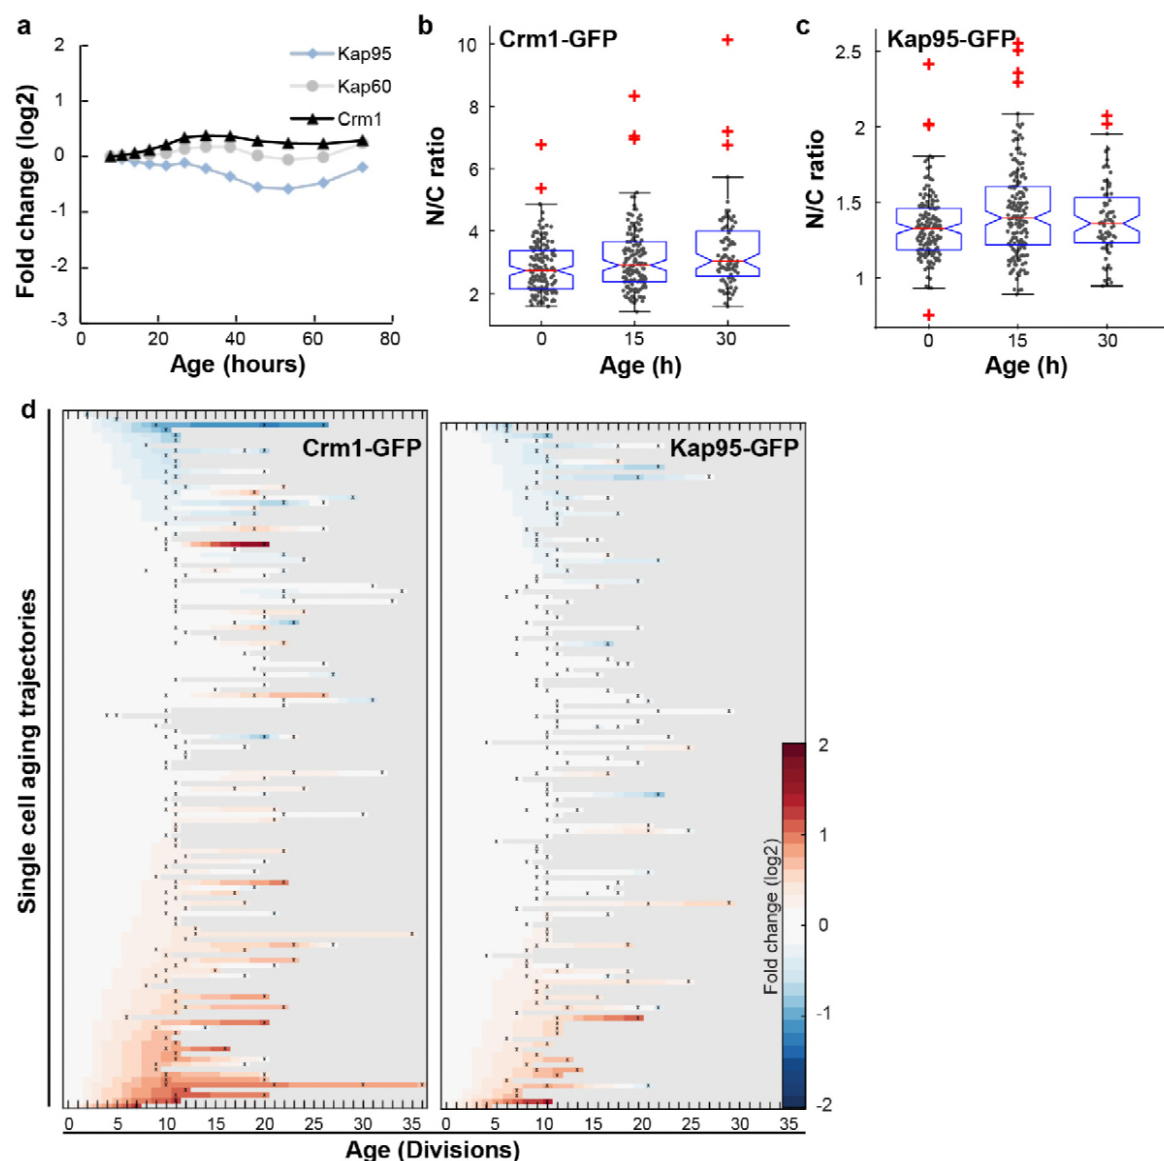 a
2
1
0
-1
-2
-3
Fold change (log2)
Kap95
Kap60
Crm1
0
20
40
60
80
Age (hours)
b
Crm1-GFP
10
8
6
4
2
N/C ratio
0
15
30
Age (h)
c
Kap95-GFP
2.5
2
1.5
1
N/C ratio
0
15
30
Age (h)
d
Single cell aging trajectories
Crm1-GFP
Kap95-GFP
2
1
0
-1
-2
Fold change (log2)
0 5 10 15 20 25 30 35
0 5 10 15 20 25 30 35
Age (Divisions)